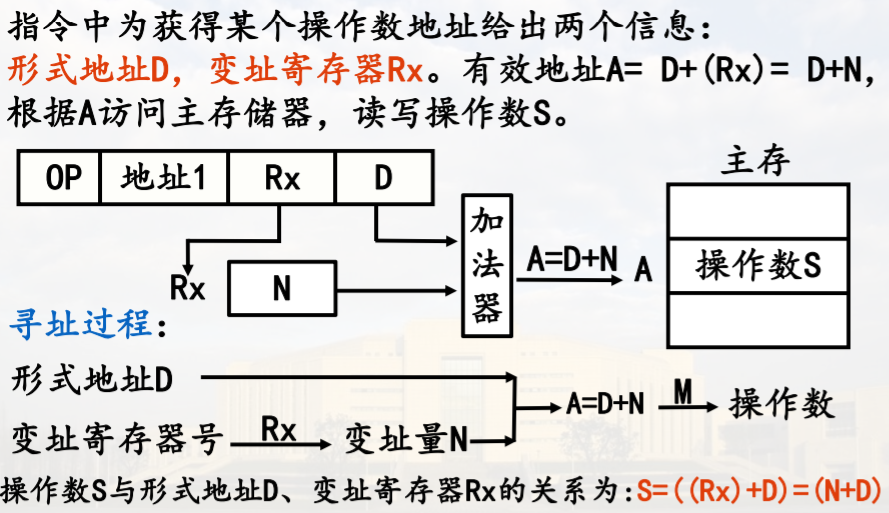 指令中为获得某个操作数地址给出两个信息：
形式地址D，变址寄存器Rx。有效地址A= D+(Rx)= D+N，
根据A访问主存储器，读写操作数S。
主存
OP 地址1 Rx D
加法器
A=D+N A
操作数S
Rx N
寻址过程：
形式地址D
A=D+N M 操作数
变址寄存器号 Rx 变址量N
操作数S与形式地址D、变址寄存器Rx的关系为:S=((Rx)+D)=(N+D)